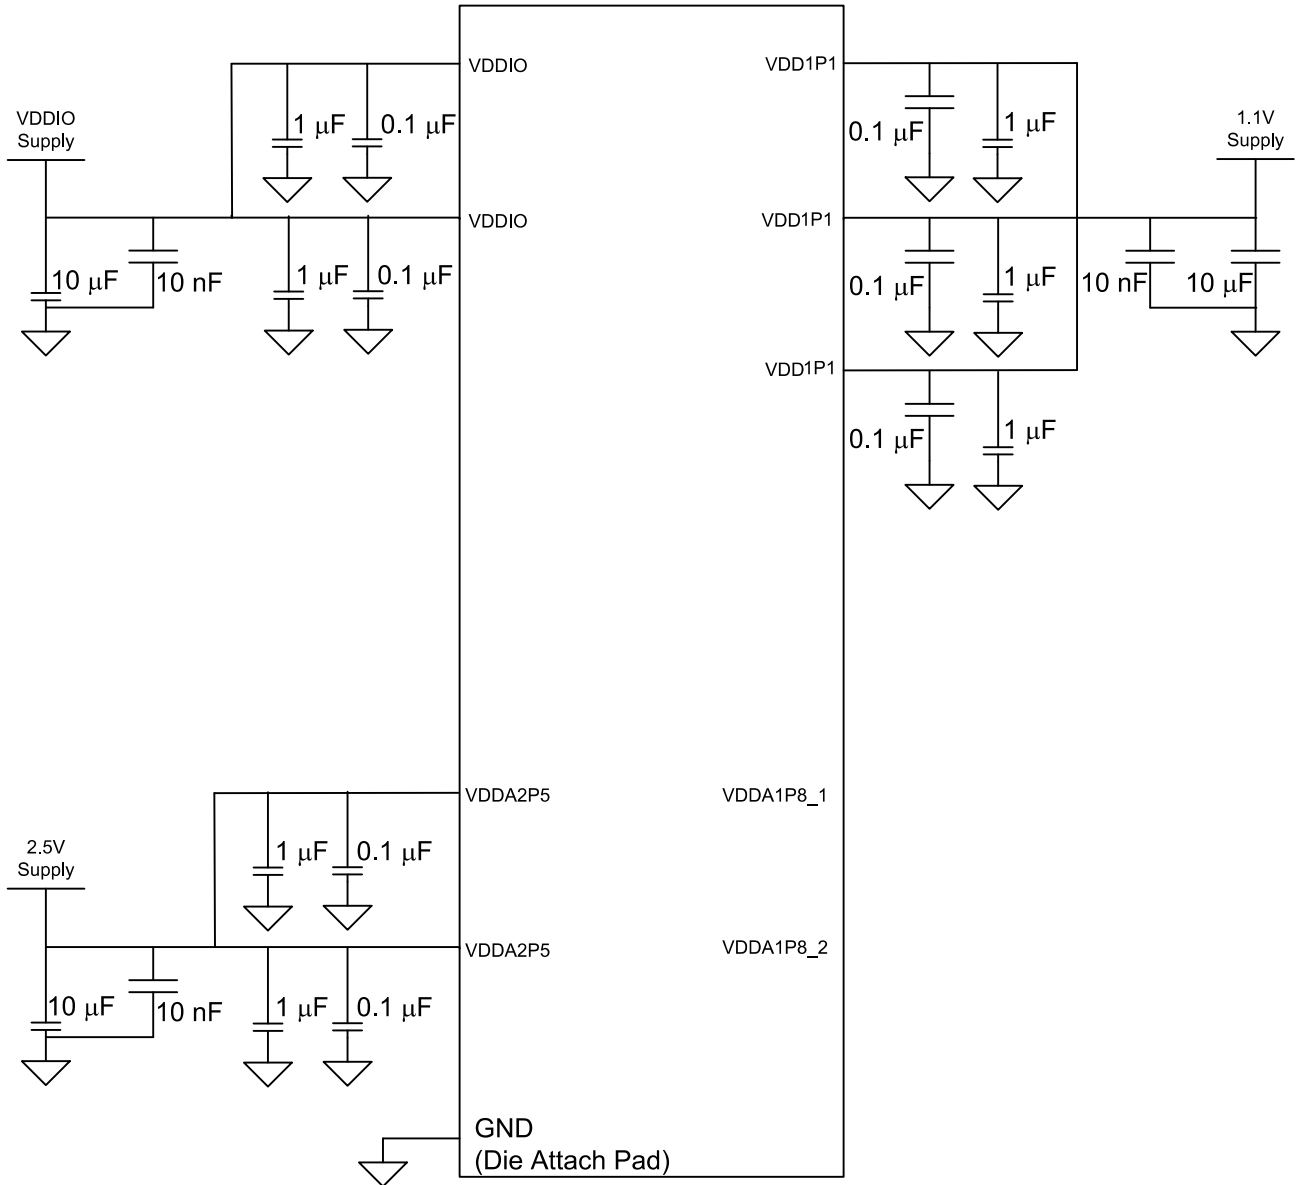 VDDIO
1 µF
0.1 µF
VDDIO
Supply
VDDIO
10 µF
10 nF
1 µF
0.1 µF
VDD1P1
0.1 µF
1 µF
1.1V
Supply
VDD1P1
0.1 µF
1 µF
10 nF
10 µF
VDD1P1
0.1 µF
1 µF
VDDA2P5
1 µF
0.1 µF
2.5V
Supply
VDDA2P5
10 µF
10 nF
1 µF
0.1 µF
VDDA1P8_1
VDDA1P8_2
GND
(Die Attach Pad)